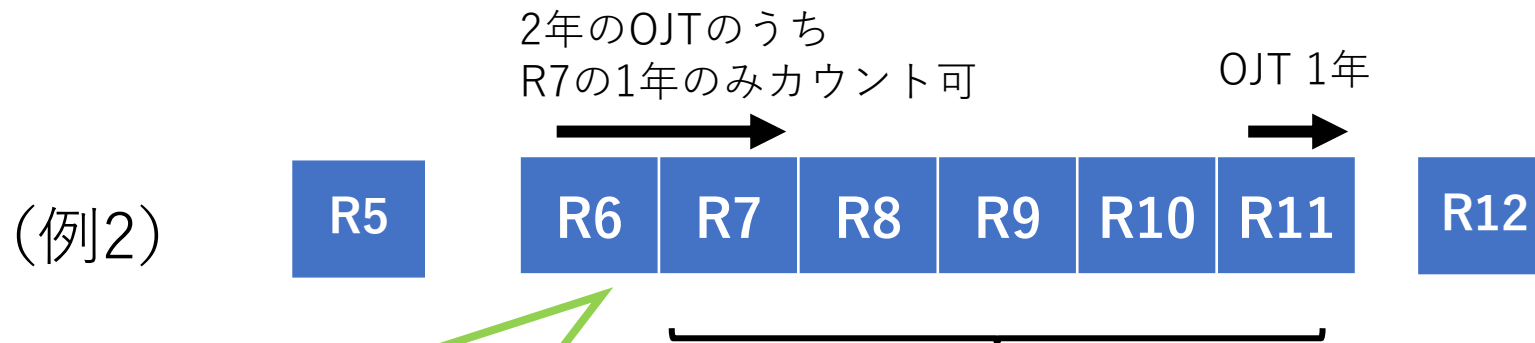 2年のOJTのうち
R7の1年のみカウント可
OJT 1年
(例2)
R5
R6
R7
R8
R9
R10
R11
R12